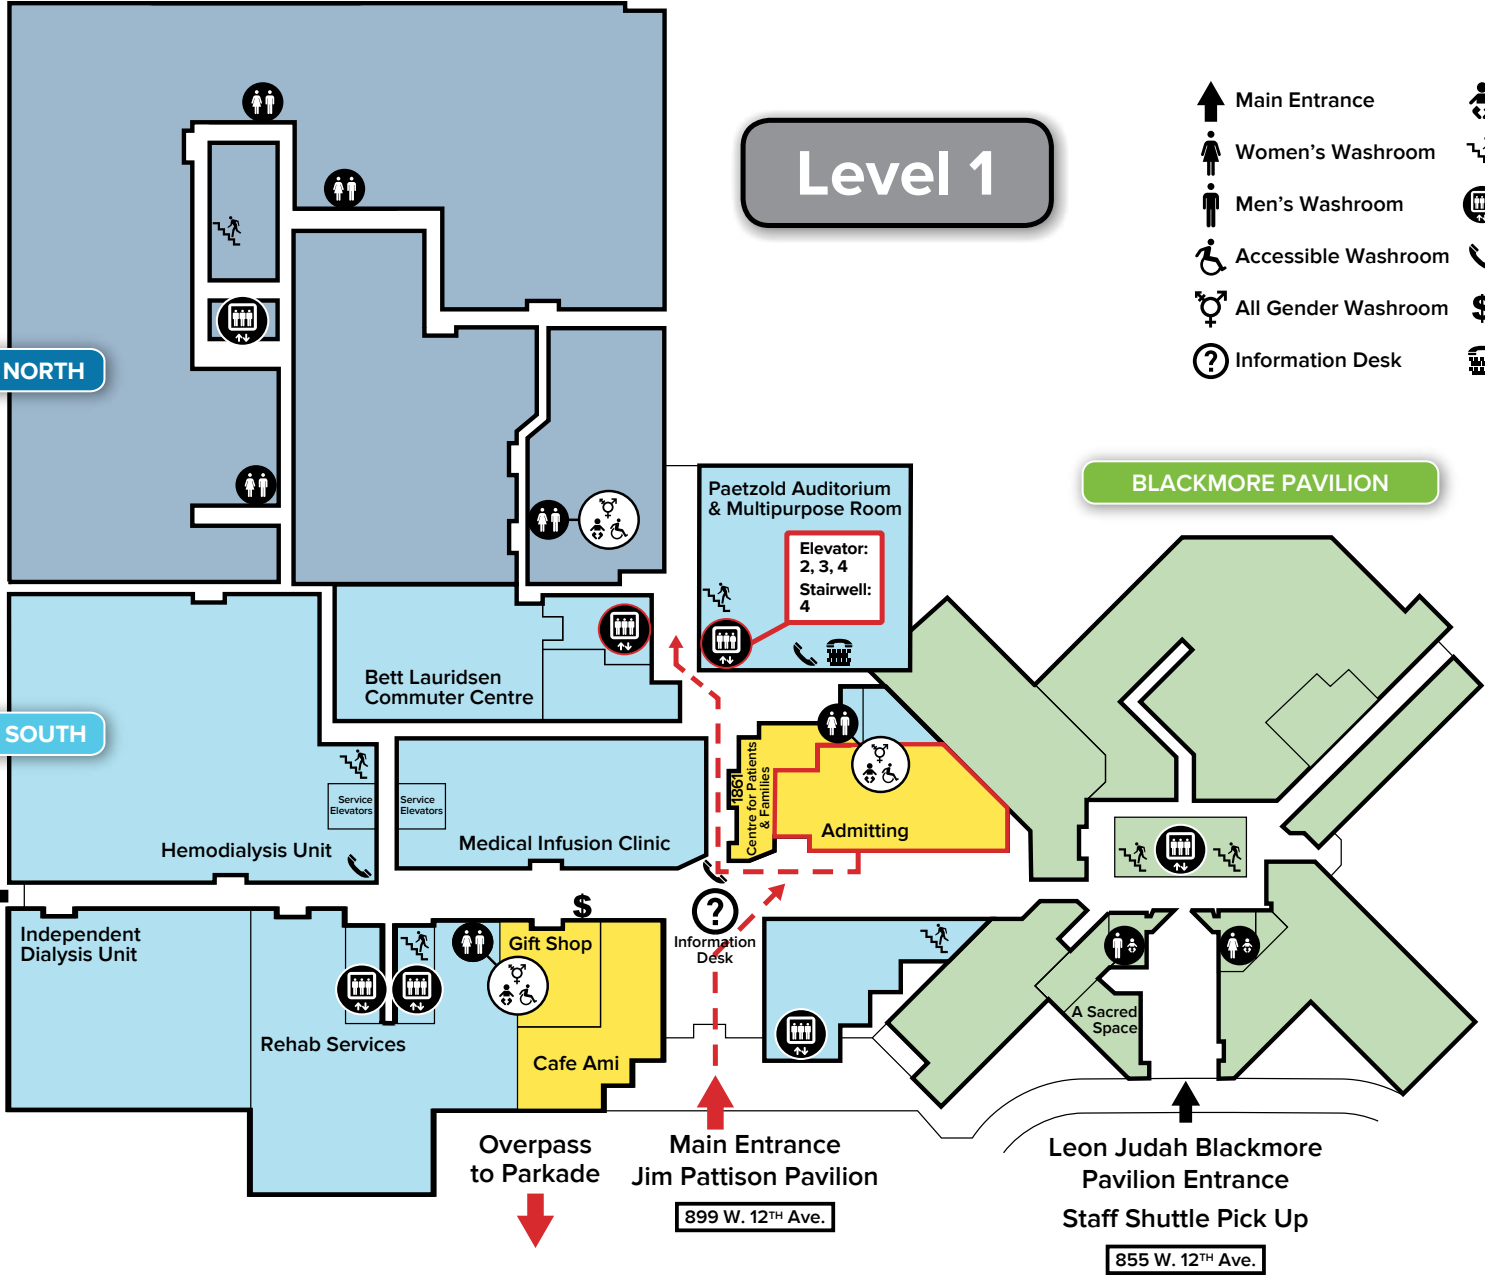 Level 1
Main Entrance
Women's Washroom
Men's Washroom
Accessible Washroom
All Gender Washroom
? Information Desk
$
NORTH
BLACKMORE PAVILION
Paetzold Auditorium
& Multipurpose Room
Elevator:
2, 3, 4
Stairwell:
4
Bett Lauridsen
Commuter Centre
SOUTH
Service
Elevators
Service
Elevators
Hemodialysis Unit
Medical Infusion Clinic
1861
Centre for Patients
& Families
Admitting
Independent
Dialysis Unit
$
Gift Shop
?
Information
Desk
Rehab Services
Cafe Ami
A Sacred
Space
Overpass
to Parkade
Main Entrance
Jim Pattison Pavilion
899 W. 12TH Ave.
Leon Judah Blackmore
Pavilion Entrance
Staff Shuttle Pick Up
855 W. 12TH Ave.